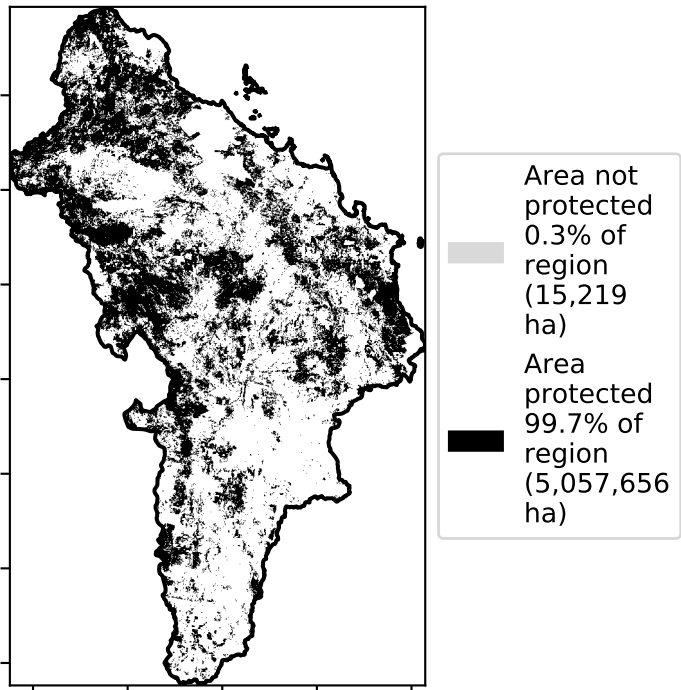 Area not
protected
0.3% of
region
(15,219
ha)
Area
protected
99.7% of
region
(5,057,656
ha)